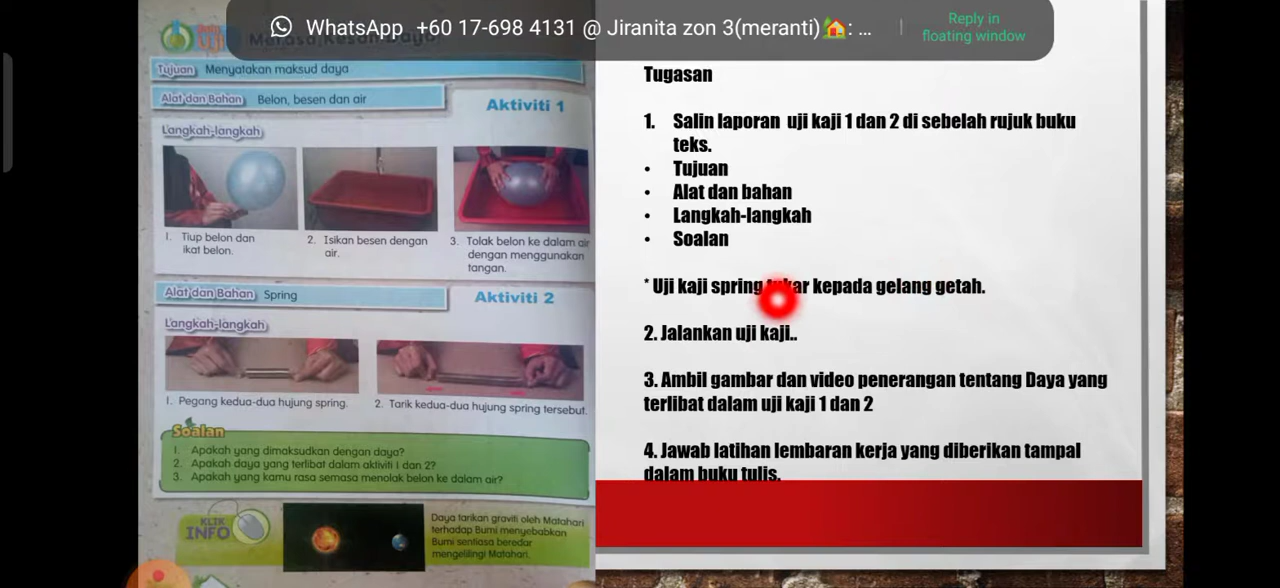 WhatsApp +60 17-698 4131 @ Jiranita zon 3(meranti)🏡: ...
Reply in
floating window
Uji
Merasa Kesan Daya
Tujuan Menyatakan maksud daya
Alat dan Bahan Belon, besen dan air
Aktiviti 1
Langkah-langkah
1. Tiup belon dan
ikat belon.
2. Isikan besen dengan
air.
3. Tolak belon ke dalam air
dengan menggunakan
tangan.
Alat dan Bahan Spring
Aktiviti 2
Langkah-langkah
1. Pegang kedua-dua hujung spring.
2. Tarik kedua-dua hujung spring tersebut.
Soalan
1. Apakah yang dimaksudkan dengan daya?
2. Apakah daya yang terlibat dalam aktiviti 1 dan 2?
3. Apakah yang kamu rasa semasa menolak belon ke dalam air?
KLIK
INFO
Daya tarikan graviti oleh Matahari
terhadap Bumi menyebabkan
Bumi sentiasa beredar
mengelilingi Matahari.
Tugasan
1. Salin laporan uji kaji 1 dan 2 di sebelah rujuk buku
teks.
• Tujuan
• Alat dan bahan
• Langkah-langkah
• Soalan
* Uji kaji spring tukar kepada gelang getah.
2. Jalankan uji kaji..
3. Ambil gambar dan video penerangan tentang Daya yang
terlibat dalam uji kaji 1 dan 2
4. Jawab latihan lembaran kerja yang diberikan tampal
dalam buku tulis.